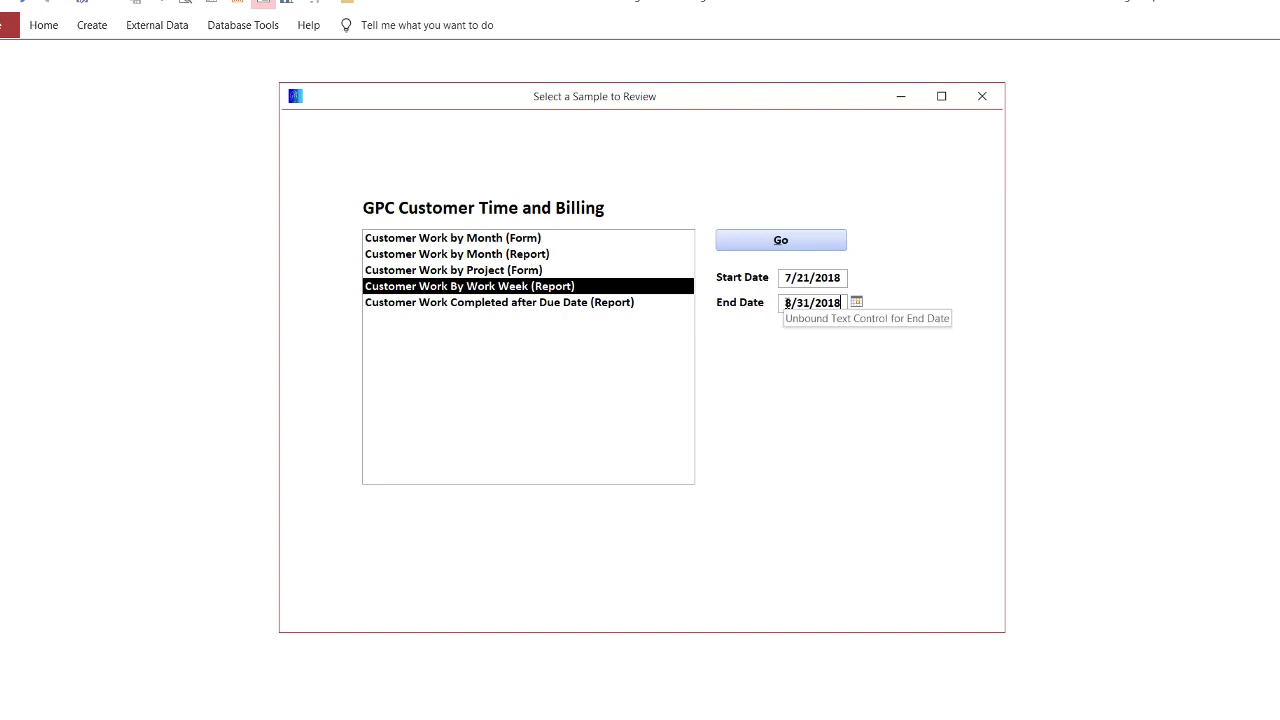 Home Create External Data Database Tools Help Tell me what you want to do
Select a Sample to Review
GPC Customer Time and Billing
Customer Work by Month (Form)
Customer Work by Month (Report)
Customer Work by Project (Form)
Customer Work By Work Week (Report)
Customer Work Completed after Due Date (Report)
Go
Start Date 7/21/2018
End Date 8/31/2018
Unbound Text Control for End Date